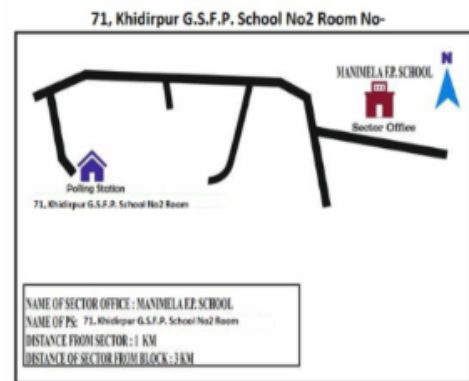 71, Khidirpur G.S.F.P. School No2 Room No-
N
MANIMELA F.P. SCHOOL
Sector Office
Polling Station
71, Khidirpur G.S.F.P. School No2 Room
NAME OF SECTOR OFFICE : MANIMELA F.P. SCHOOL
NAME OF PS: 71, Khidirpur G.S.F.P. School No2 Room
DISTANCE FROM SECTOR : 1 KM
DISTANCE OF SECTOR FROM BLOCK : 3 KM